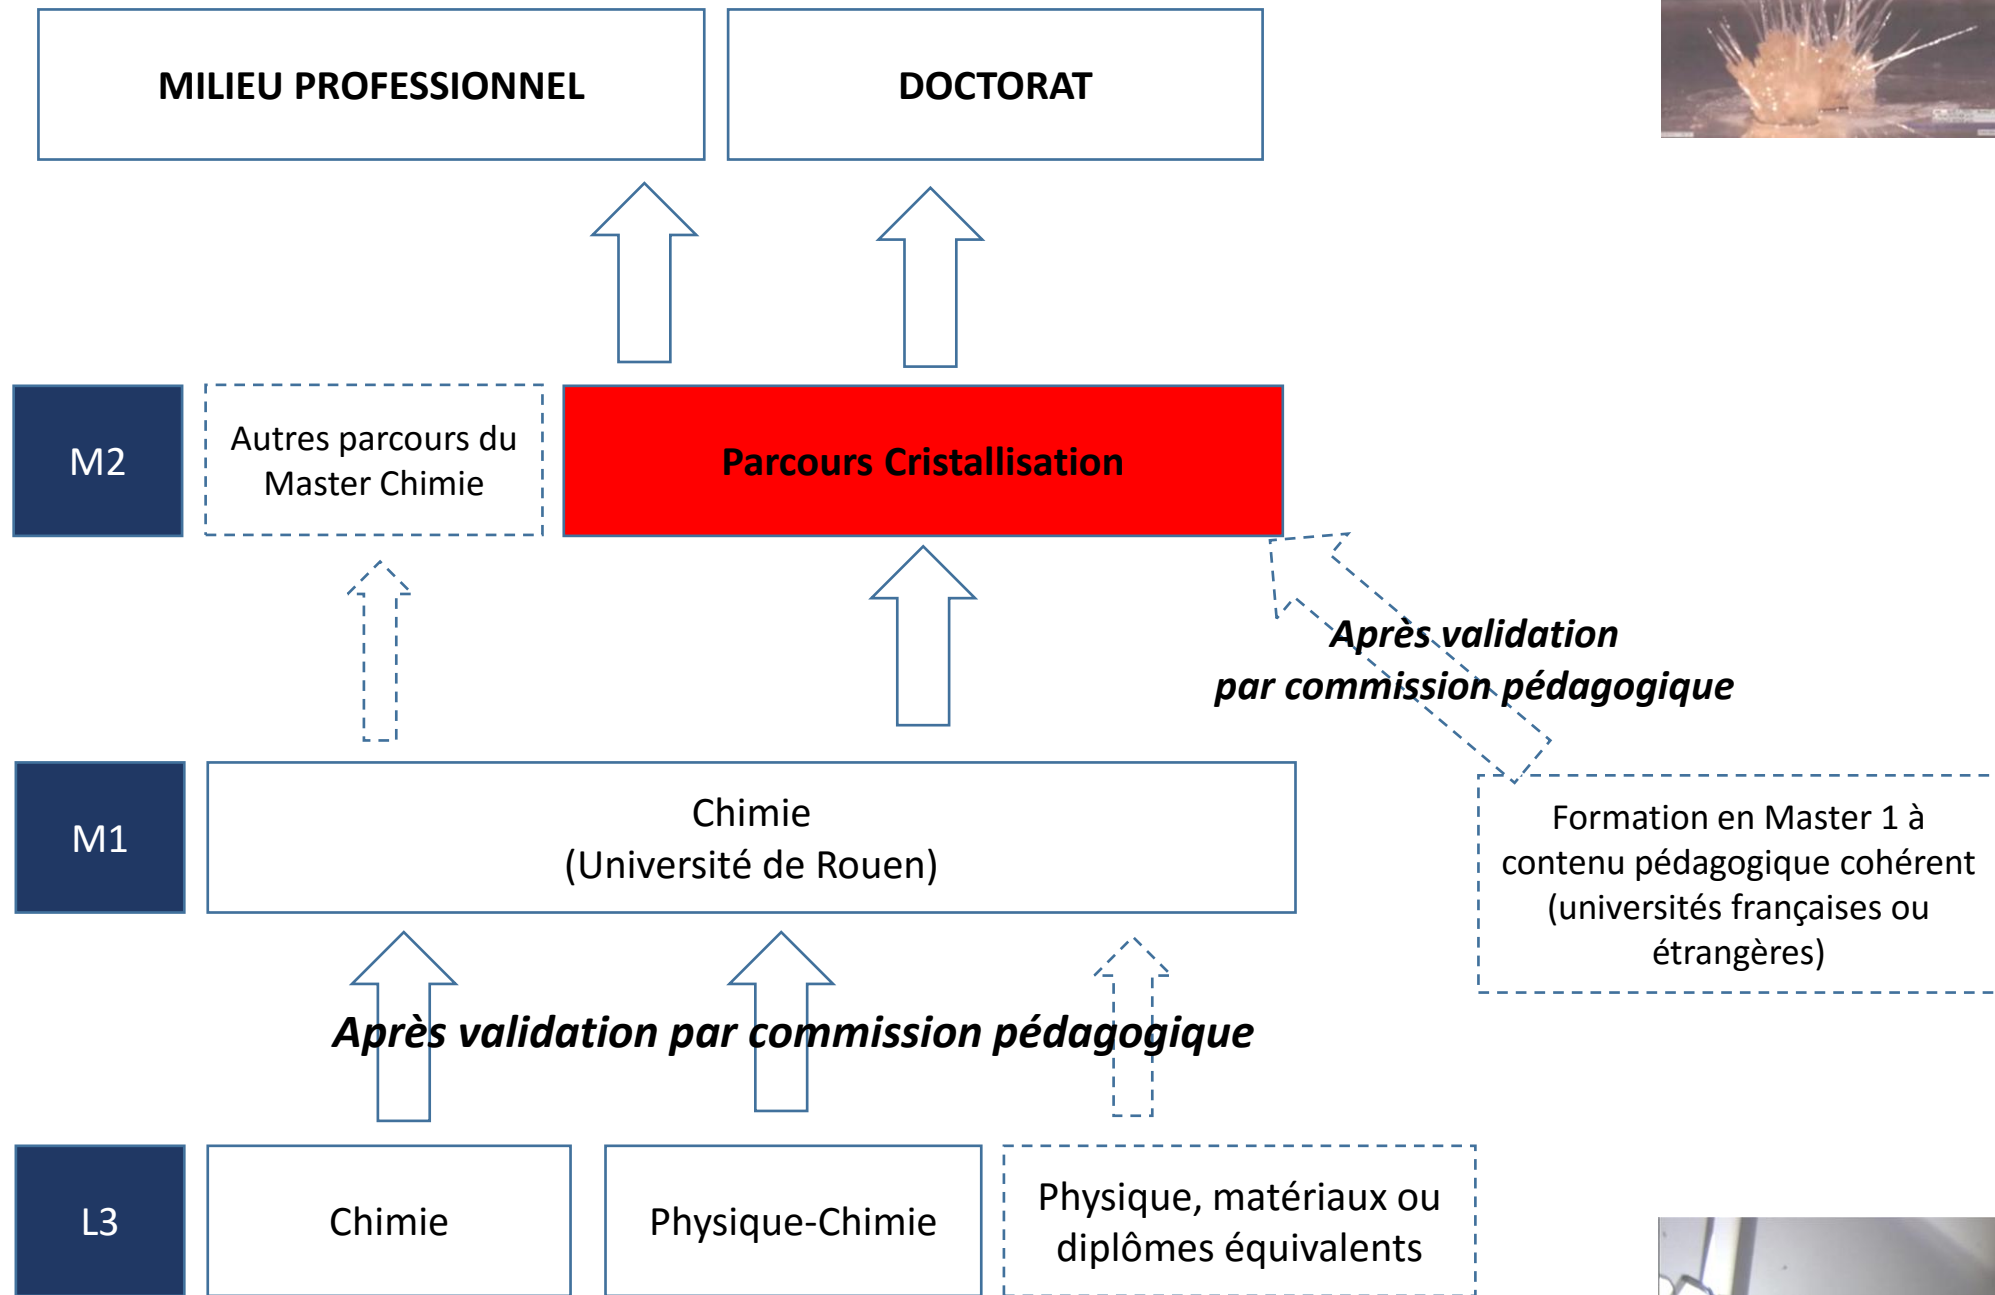 MILIEU PROFESSIONNEL
DOCTORAT
M2
Autres parcours du
Master Chimie
Parcours Cristallisation
Après validation
par commission pédagogique
M1
Chimie
(Université de Rouen)
Formation en Master 1 à
contenu pédagogique cohérent
(universités françaises ou
étrangères)
Après validation par commission pédagogique
L3
Chimie
Physique-Chimie
Physique, matériaux ou
diplômes équivalents